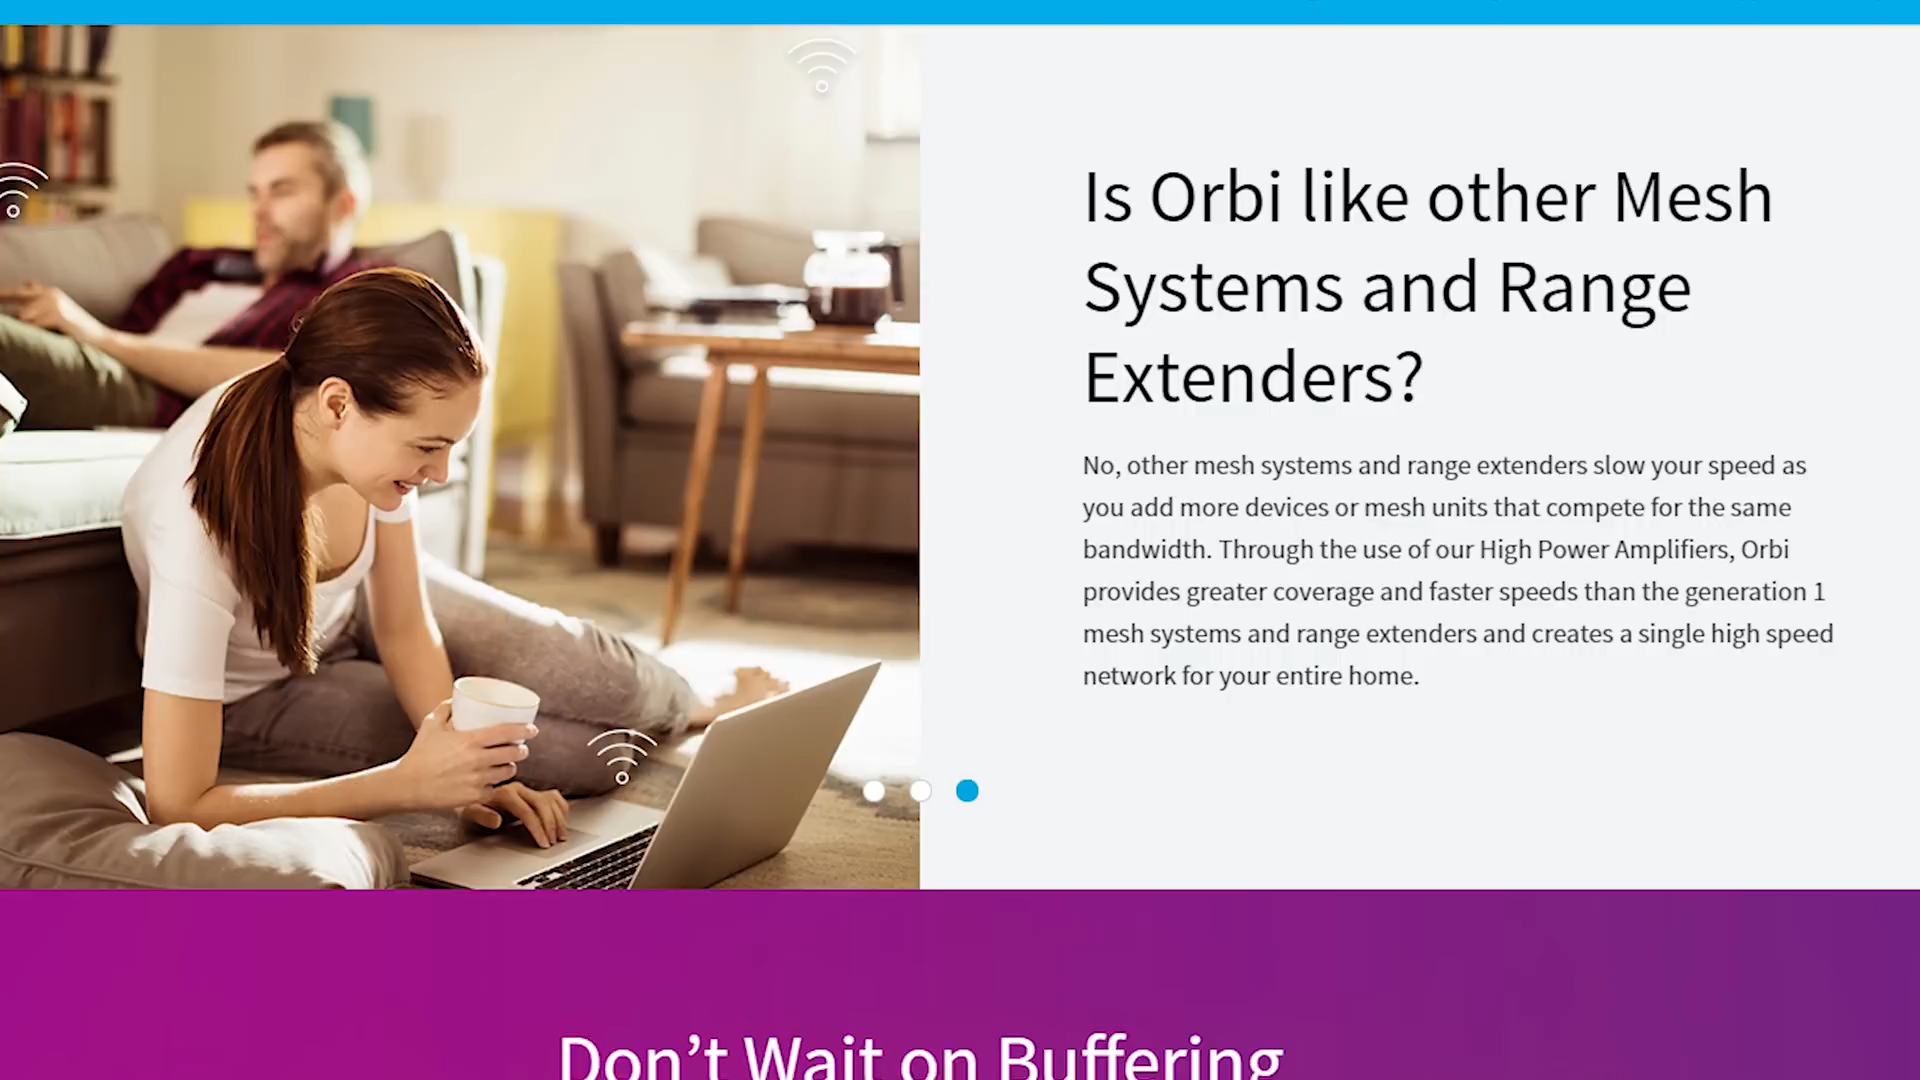 Is Orbi like other Mesh
Systems and Range
Extenders?
No, other mesh systems and range extenders slow your speed as
you add more devices or mesh units that compete for the same
bandwidth. Through the use of our High Power Amplifiers, Orbi
provides greater coverage and faster speeds than the generation 1
mesh systems and range extenders and creates a single high speed
network for your entire home.
Don’t Wait on Buffering